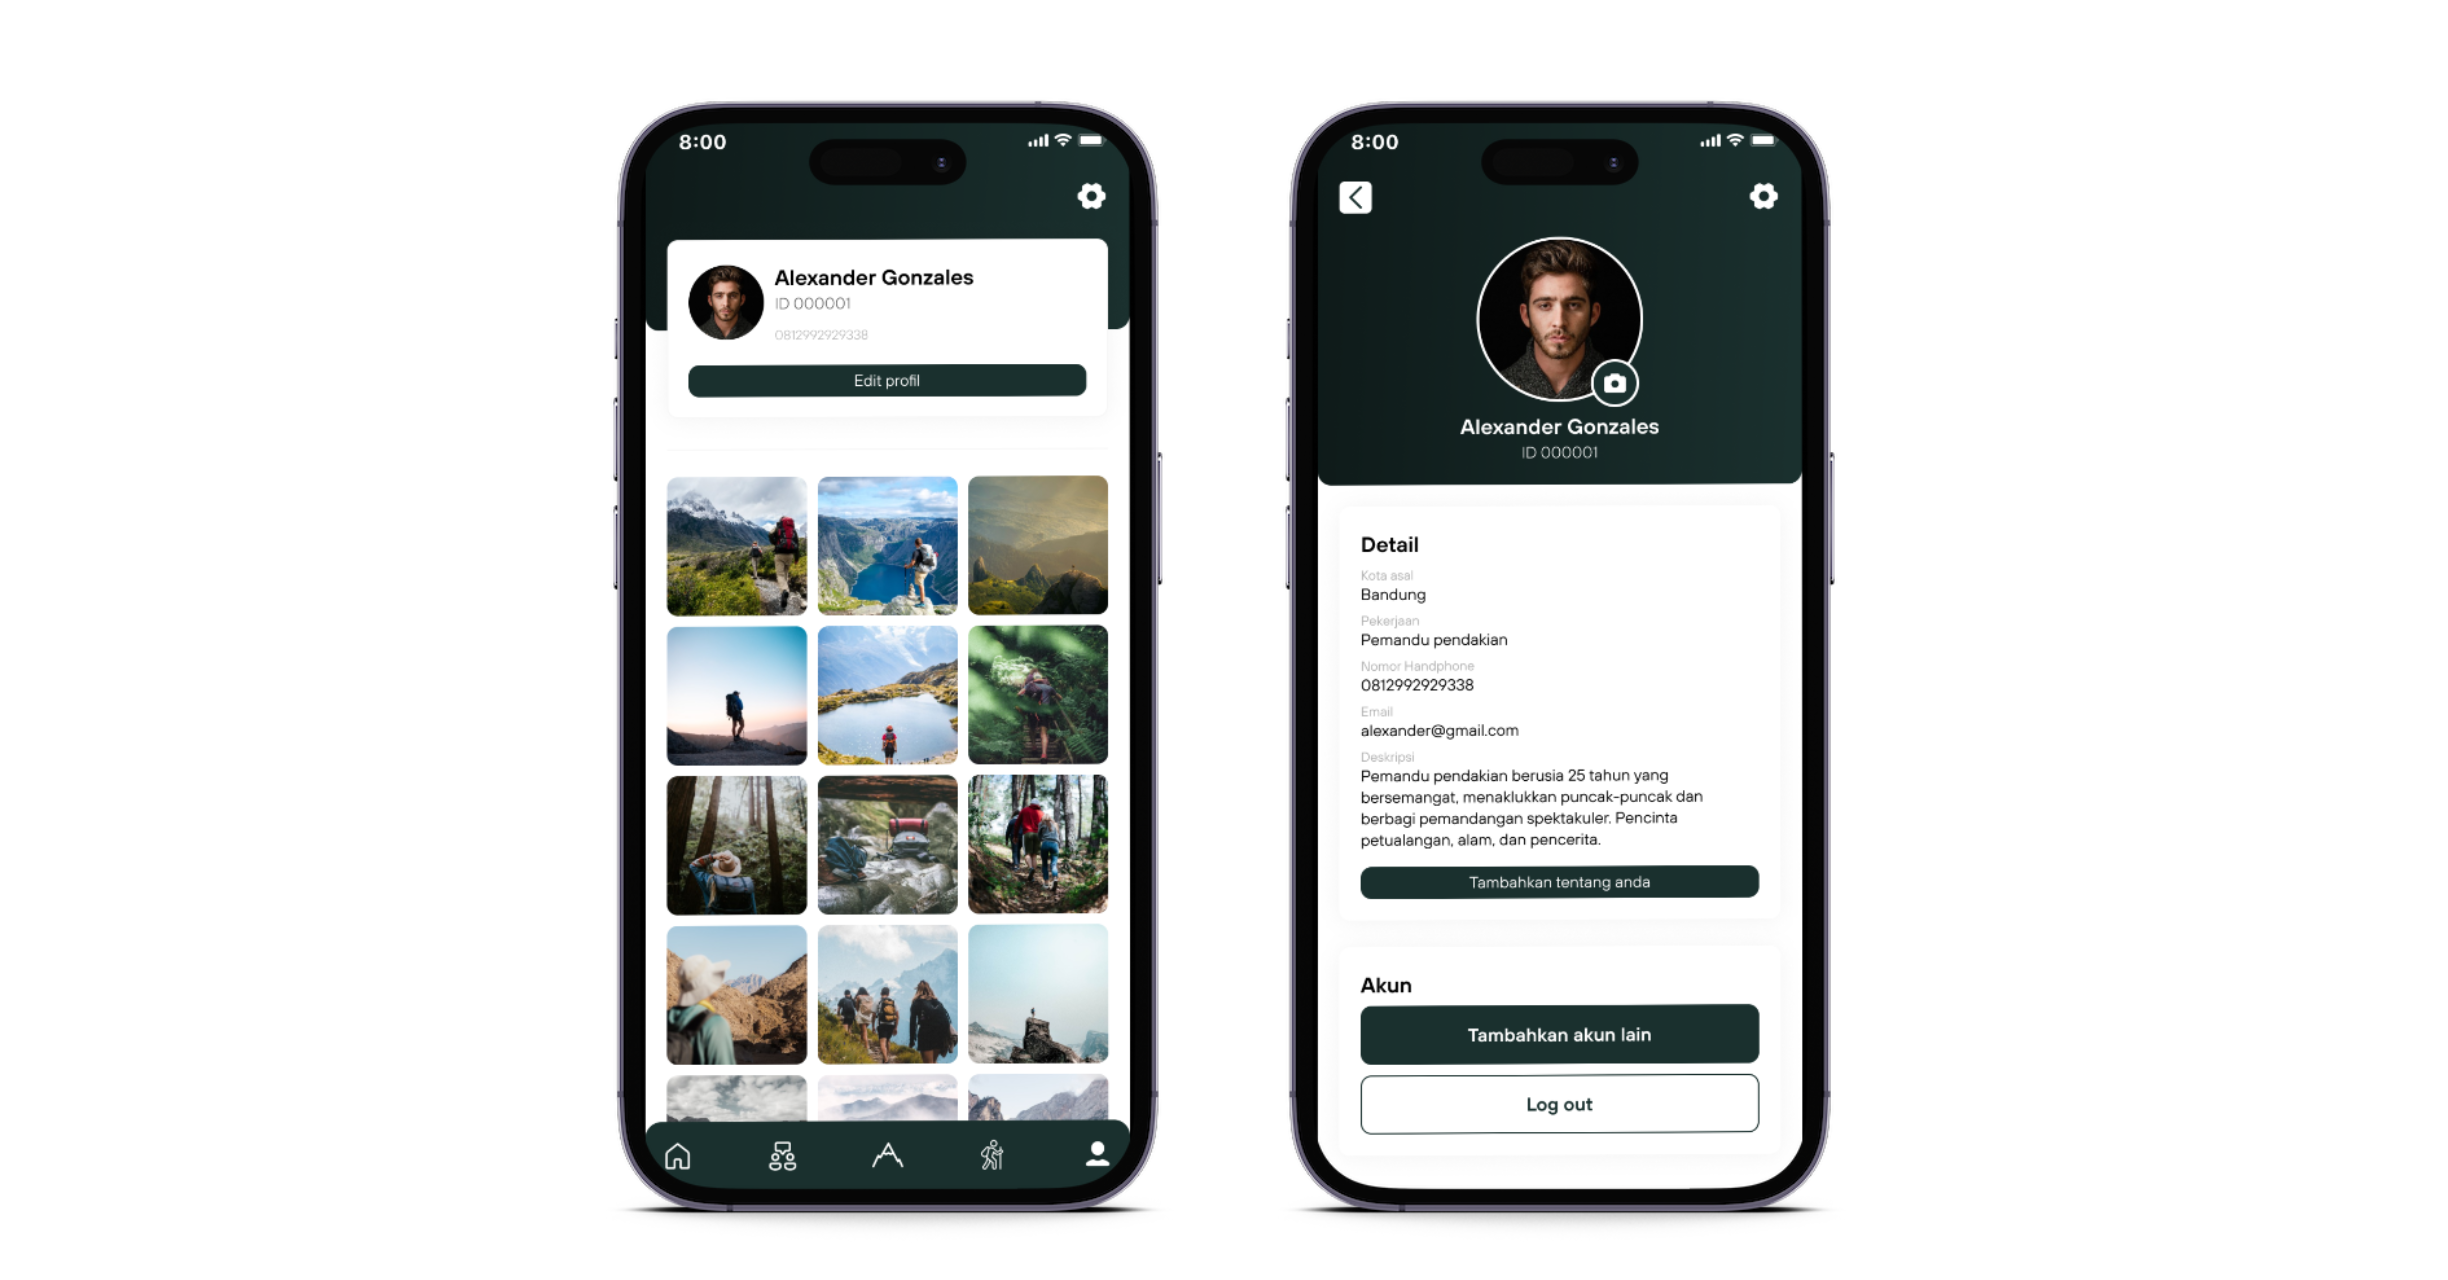 8:00
Alexander Gonzales
ID 000001
0812992929338
Edit profil
8:00
Alexander Gonzales
ID 000001
Detail
Kota asal
Bandung
Pekerjaan
Pemandu pendakian
Nomor Handphone
0812992929338
Email
alexander@gmail.com
Deskripsi
Pemandu pendakian berusia 25 tahun yang
bersemangat, menaklukkan puncak-puncak dan
berbagi pemandangan spektakuler. Pencinta
petualangan, alam, dan pencerita.
Tambahkan tentang anda
Akun
Tambahkan akun lain
Log out